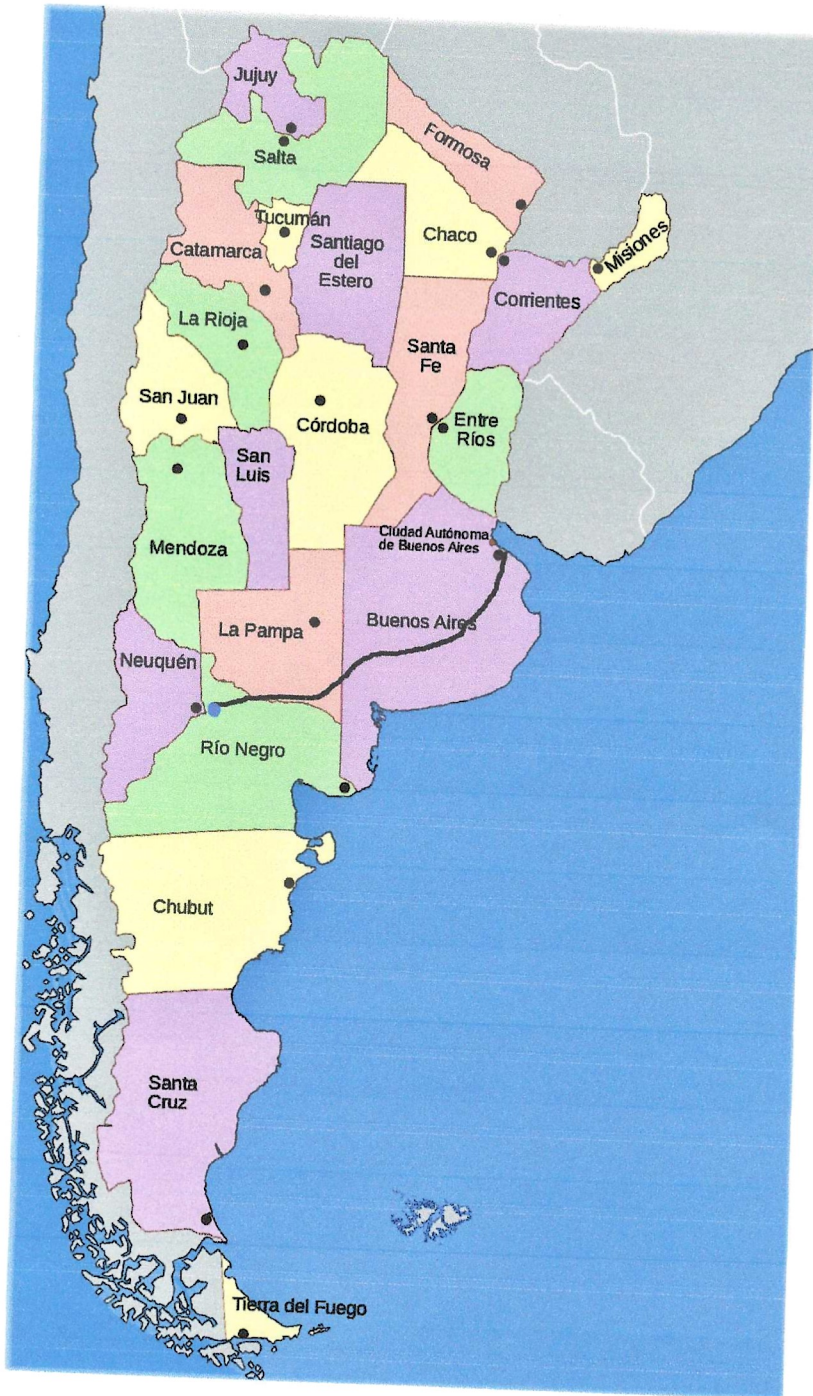 Jujuy
Formosa
Salta
Tucumán
Misiones
Chaco
Santiago
del
Estero
Catamarca
Corrientes
La Rioja
Santa
Fe
San Juan
Córdoba
Entre
Ríos
San
Luis
Ciudad Autónoma
de Buenos Aires
Mendoza
Buenos Aires
La Pampa
Neuquén
Río Negro
Chubut
Santa
Cruz
Tierra del Fuego